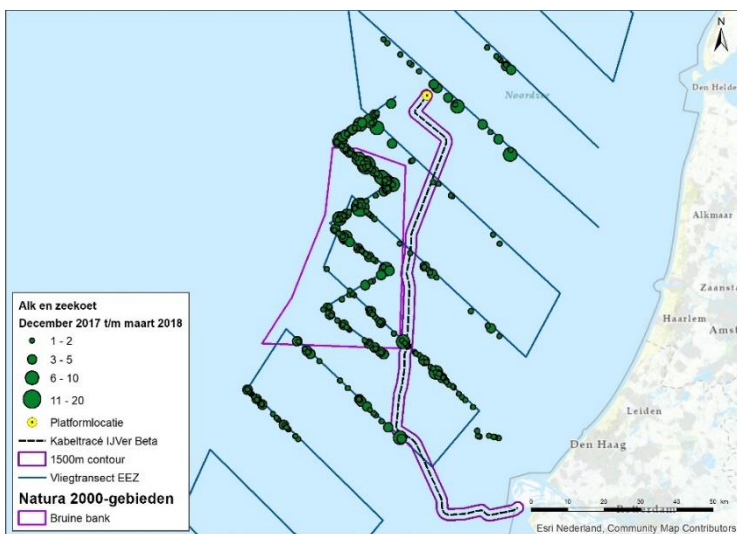 N
Noordzee
Den Helder
Alkmaar
Zaanst
Haarlem
Amst
Leiden
Den Haag
Rotterdam
Alk en zeekoet
December 2017 t/m maart 2018
1 - 2
3 - 5
6 - 10
11 - 20
Platformlocatie
Kabeltracé IJVer Beta
1500m contour
Vliegtransect EEZ
Natura 2000-gebieden
Bruine bank
0 5 10 20 30 40 50 km
Esri Nederland, Community Map Contributors